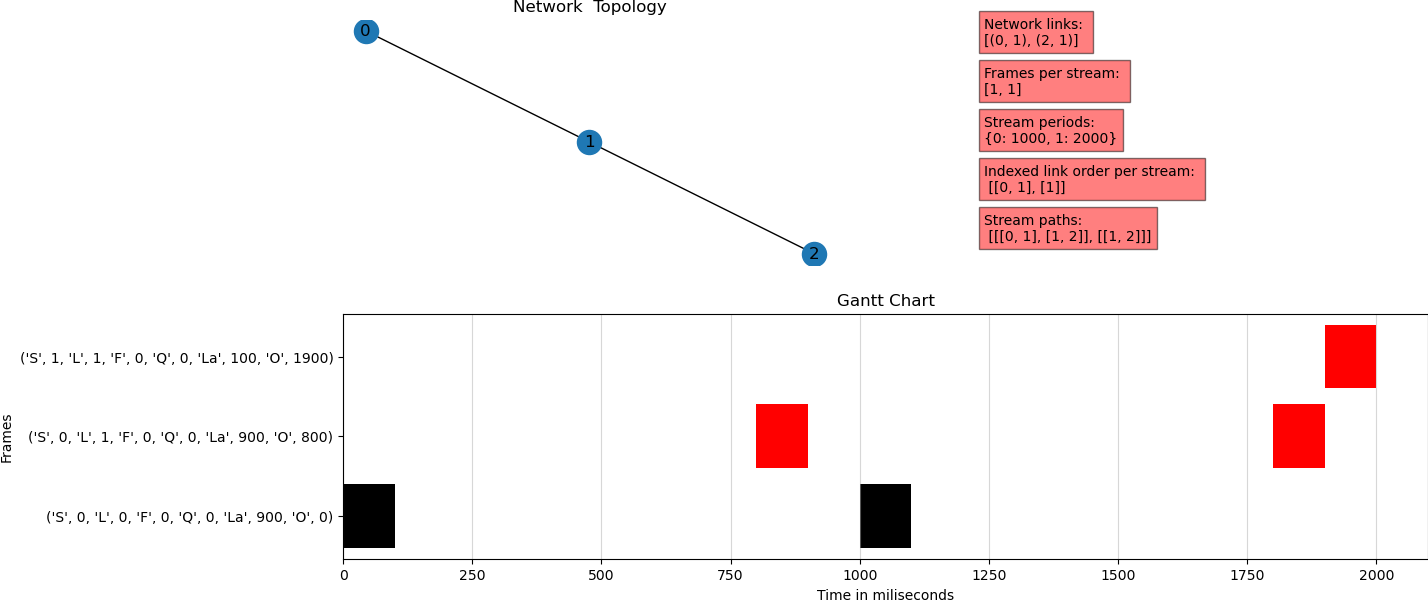 Network  Topology
0
1
2
Network links:
[(0, 1), (2, 1)]
Frames per stream:
[1, 1]
Stream periods:
{0: 1000, 1: 2000}
Indexed link order per stream:
[[0, 1], [1]]
Stream paths:
[[[0, 1], [1, 2]], [[1, 2]]]
Gantt Chart
Frames
('S', 1, 'L', 1, 'F', 0, 'Q', 0, 'La', 100, 'O', 1900)
('S', 0, 'L', 1, 'F', 0, 'Q', 0, 'La', 900, 'O', 800)
('S', 0, 'L', 0, 'F', 0, 'Q', 0, 'La', 900, 'O', 0)
0 250 500 750 1000 1250 1500 1750 2000
Time in miliseconds